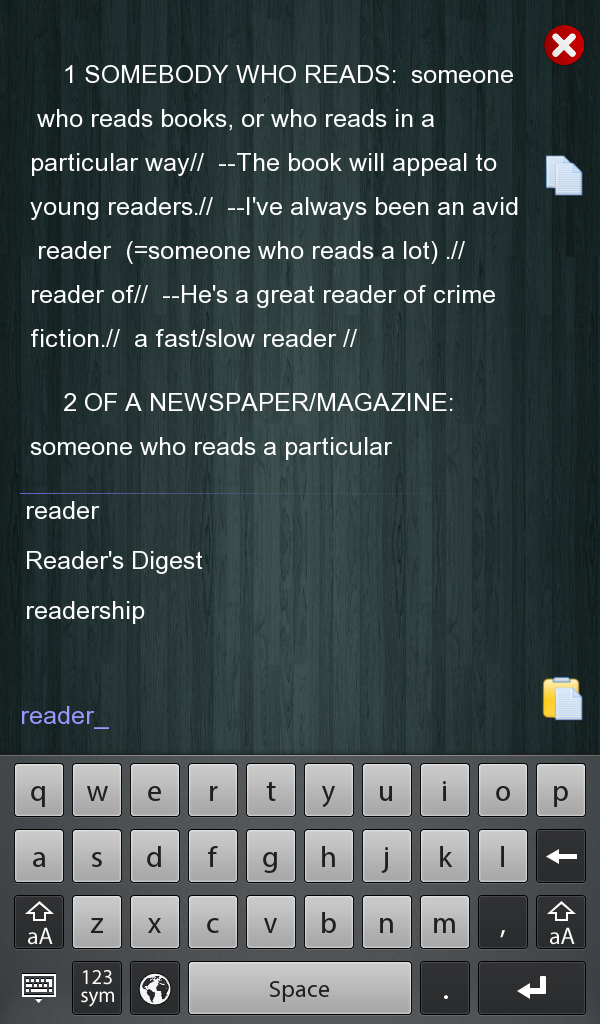 1 SOMEBODY WHO READS:  someone
who reads books, or who reads in a
particular way//  --The book will appeal to
young readers.//  --I've always been an avid
reader  (=someone who reads a lot) .//
reader of//  --He's a great reader of crime
fiction.//  a fast/slow reader //
2 OF A NEWSPAPER/MAGAZINE:
someone who reads a particular
reader
Reader's Digest
readership
reader_
q w e r t y u i o p
a s d f g h j k l
aA z x c v b n m , aA
123 sym Space .